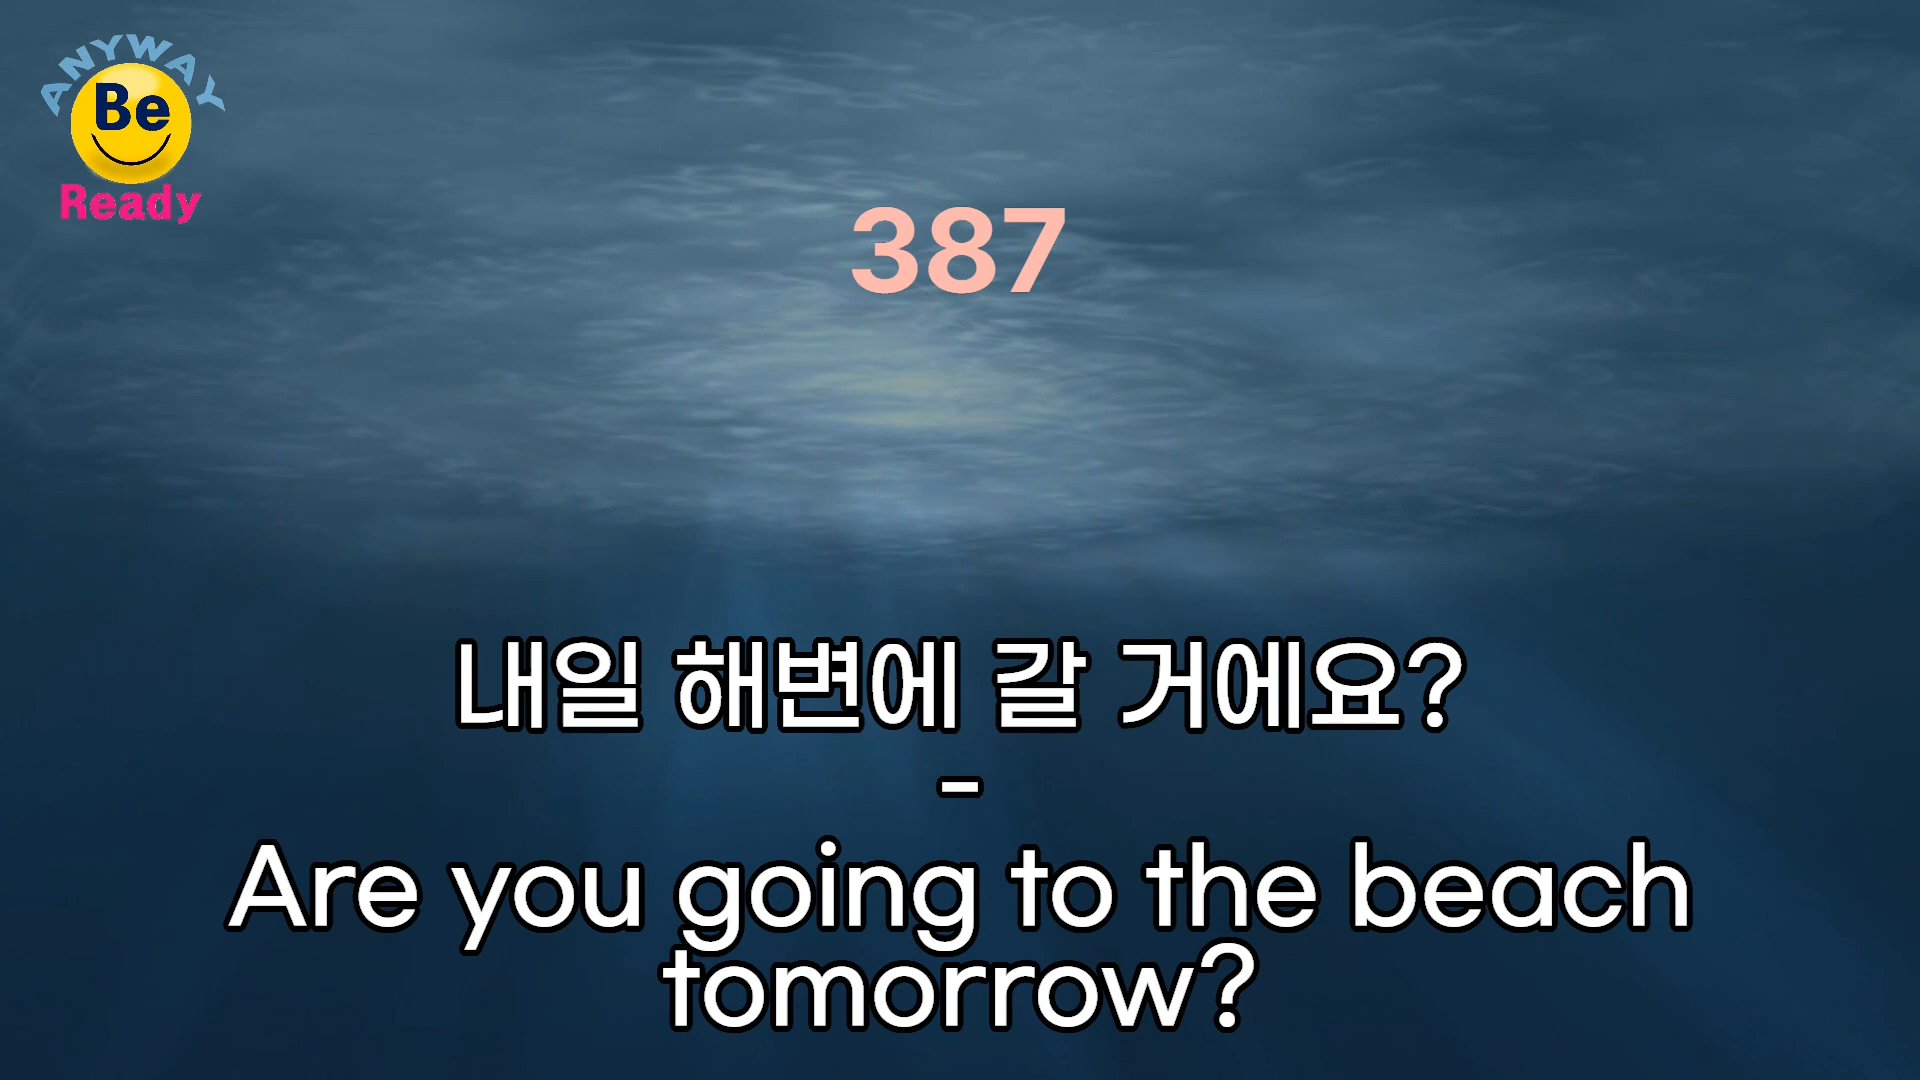 ANYWAY
Be
Ready
387
내일 해변에 갈 거에요?
-
Are you going to the beach
tomorrow?